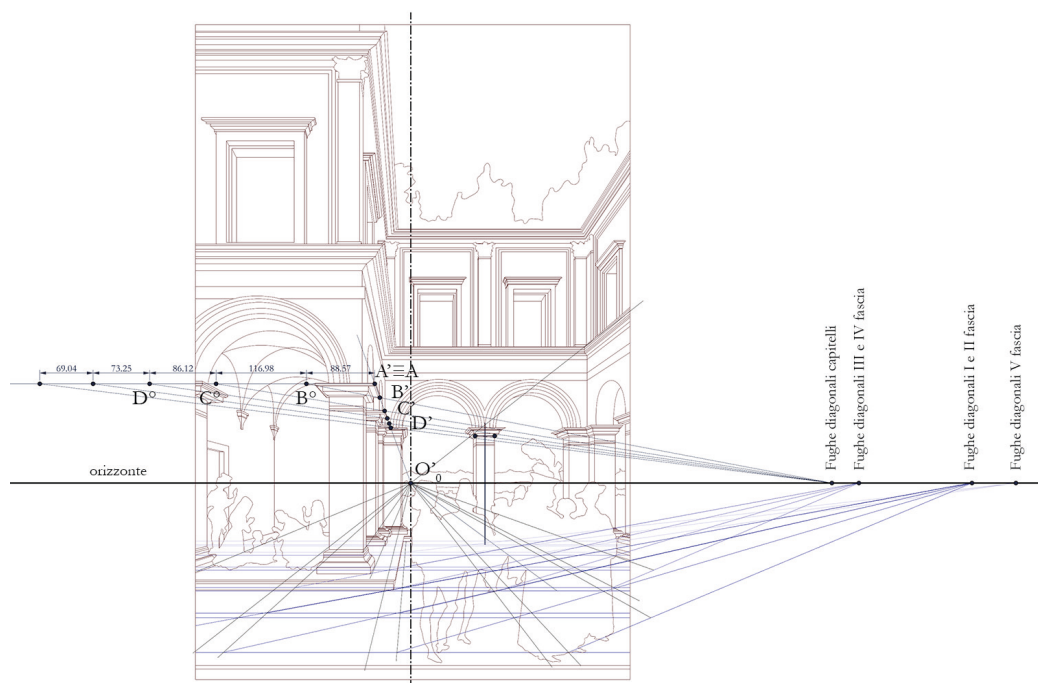 69.04
73.25
86.12
116.98
88.57
A'≡A
B'
C'
D'
D°
C°
B°
orizzonte
O'
0
Fughe diagonali capitelli
Fughe diagonali III e IV fascia
Fughe diagonali I e II fascia
Fughe diagonali V fascia